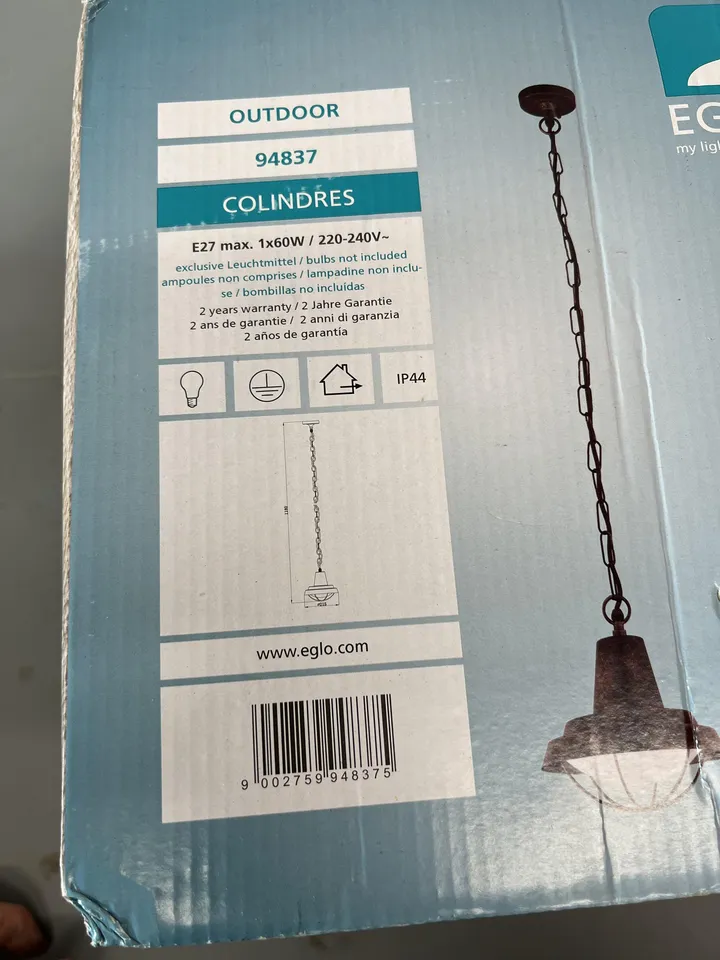 OUTDOOR
94837
COLINDRES
E27 max. 1x60W / 220-240V~
exclusive Leuchtmittel / bulbs not included
ampoules non comprises / lampadine non inclu-
se / bombillas no incluidas
2 years warranty / 2 Jahre Garantie
2 ans de garantie / 2 anni di garanzia
2 años de garantía
IP44
www.eglo.com
9 002759 948375
EG
my ligh